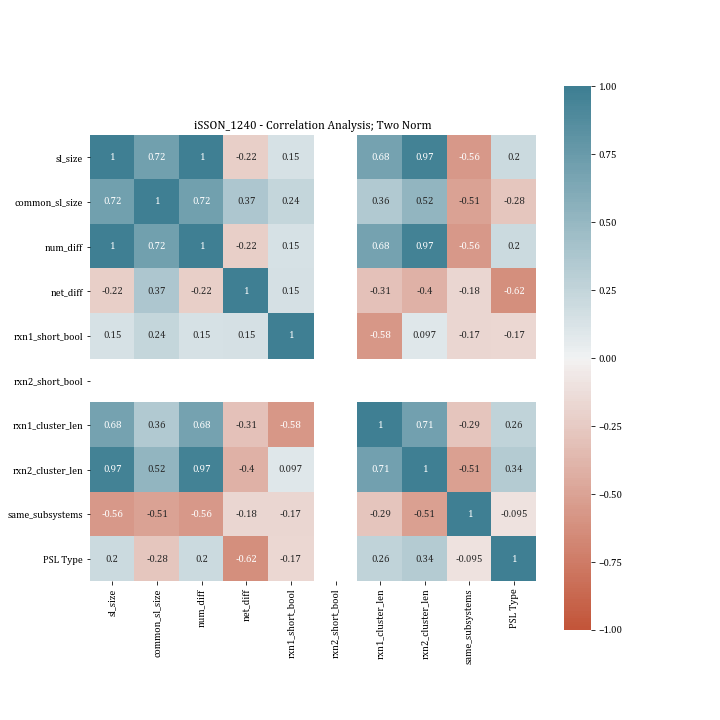 iSSON_1240 - Correlation Analysis; Two Norm
sl_size 1 0.72 1 -0.22 0.15 0.68 0.97 -0.56 0.2
common_sl_size 0.72 1 0.72 0.37 0.24 0.36 0.52 -0.51 -0.28
num_diff 1 0.72 1 -0.22 0.15 0.68 0.97 -0.56 0.2
net_diff -0.22 0.37 -0.22 1 0.15 -0.31 -0.4 -0.18 -0.62
rxn1_short_bool 0.15 0.24 0.15 0.15 1 -0.58 0.097 -0.17 -0.17
rxn2_short_bool
rxn1_cluster_len 0.68 0.36 0.68 -0.31 -0.58 1 0.71 -0.29 0.26
rxn2_cluster_len 0.97 0.52 0.97 -0.4 0.097 0.71 1 -0.51 0.34
same_subsystems -0.56 -0.51 -0.56 -0.18 -0.17 -0.29 -0.51 1 -0.095
PSL Type 0.2 -0.28 0.2 -0.62 -0.17 0.26 0.34 -0.095 1
sl_size
common_sl_size
num_diff
net_diff
rxn1_short_bool
rxn2_short_bool
rxn1_cluster_len
rxn2_cluster_len
same_subsystems
PSL Type
1.00
0.75
0.50
0.25
0.00
−0.25
−0.50
−0.75
−1.00